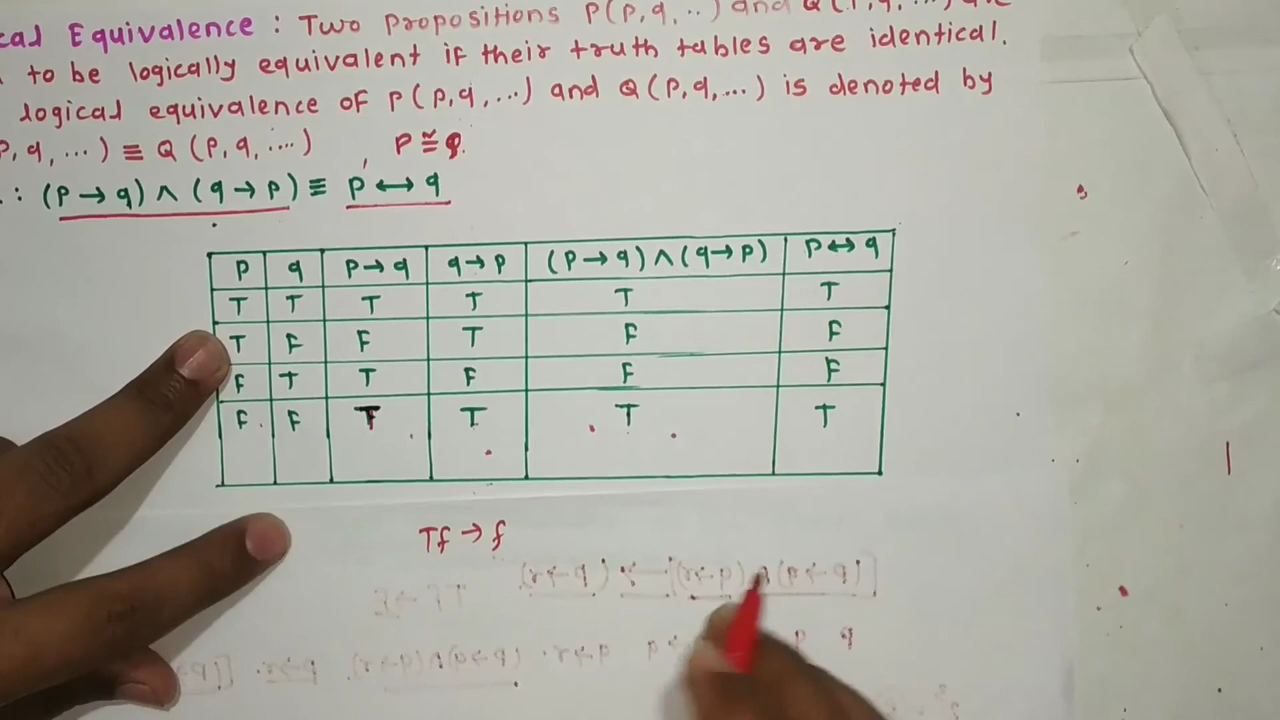 cal Equivalence : Two Propositions P(P,q,..) and Q(
to be logically equivalent if their truth tables are identical.
logical equivalence of P(P,q,...) and Q(P,q,...) is denoted by
P,q,...) ≡ Q (P,q,....) , P ≅ q.
: (P→q) ∧ (q→P) ≡ P ↔ q
P q P→q q→P (P→q)∧(q→P) P↔q
T T T T T T
T F F T F F
F T T F F F
F F T T T T
Tf → f